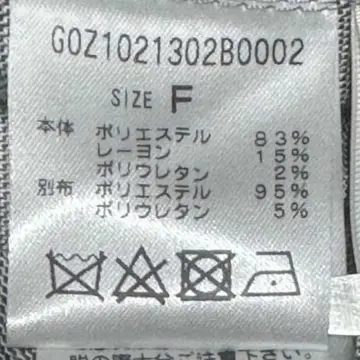 G0Z1021302B0002
SIZE F
本体 ポリエステル 83%
レーヨン 15%
ポリウレタン 2%
別布 ポリエステル 95%
ポリウレタン 5%